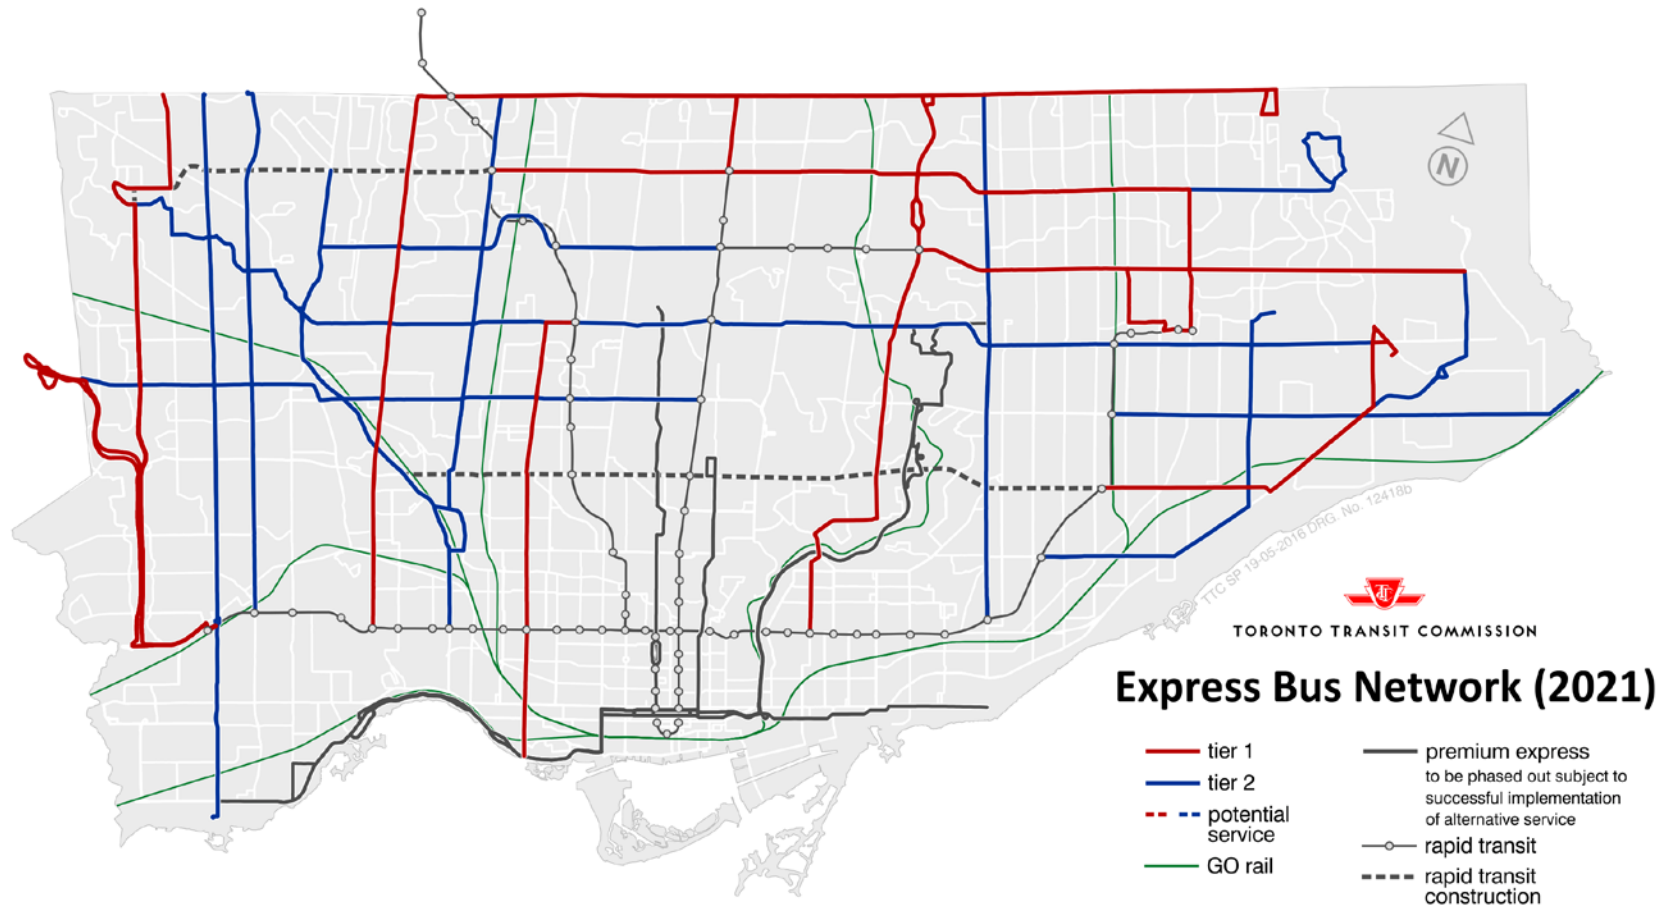 N
TTC SP 19-05-2016 DRG. No. 12418b
TTC
TORONTO TRANSIT COMMISSION
Express Bus Network (2021)
tier 1
tier 2
potential
service
GO rail
premium express
to be phased out subject to
successful implementation
of alternative service
rapid transit
rapid transit
construction